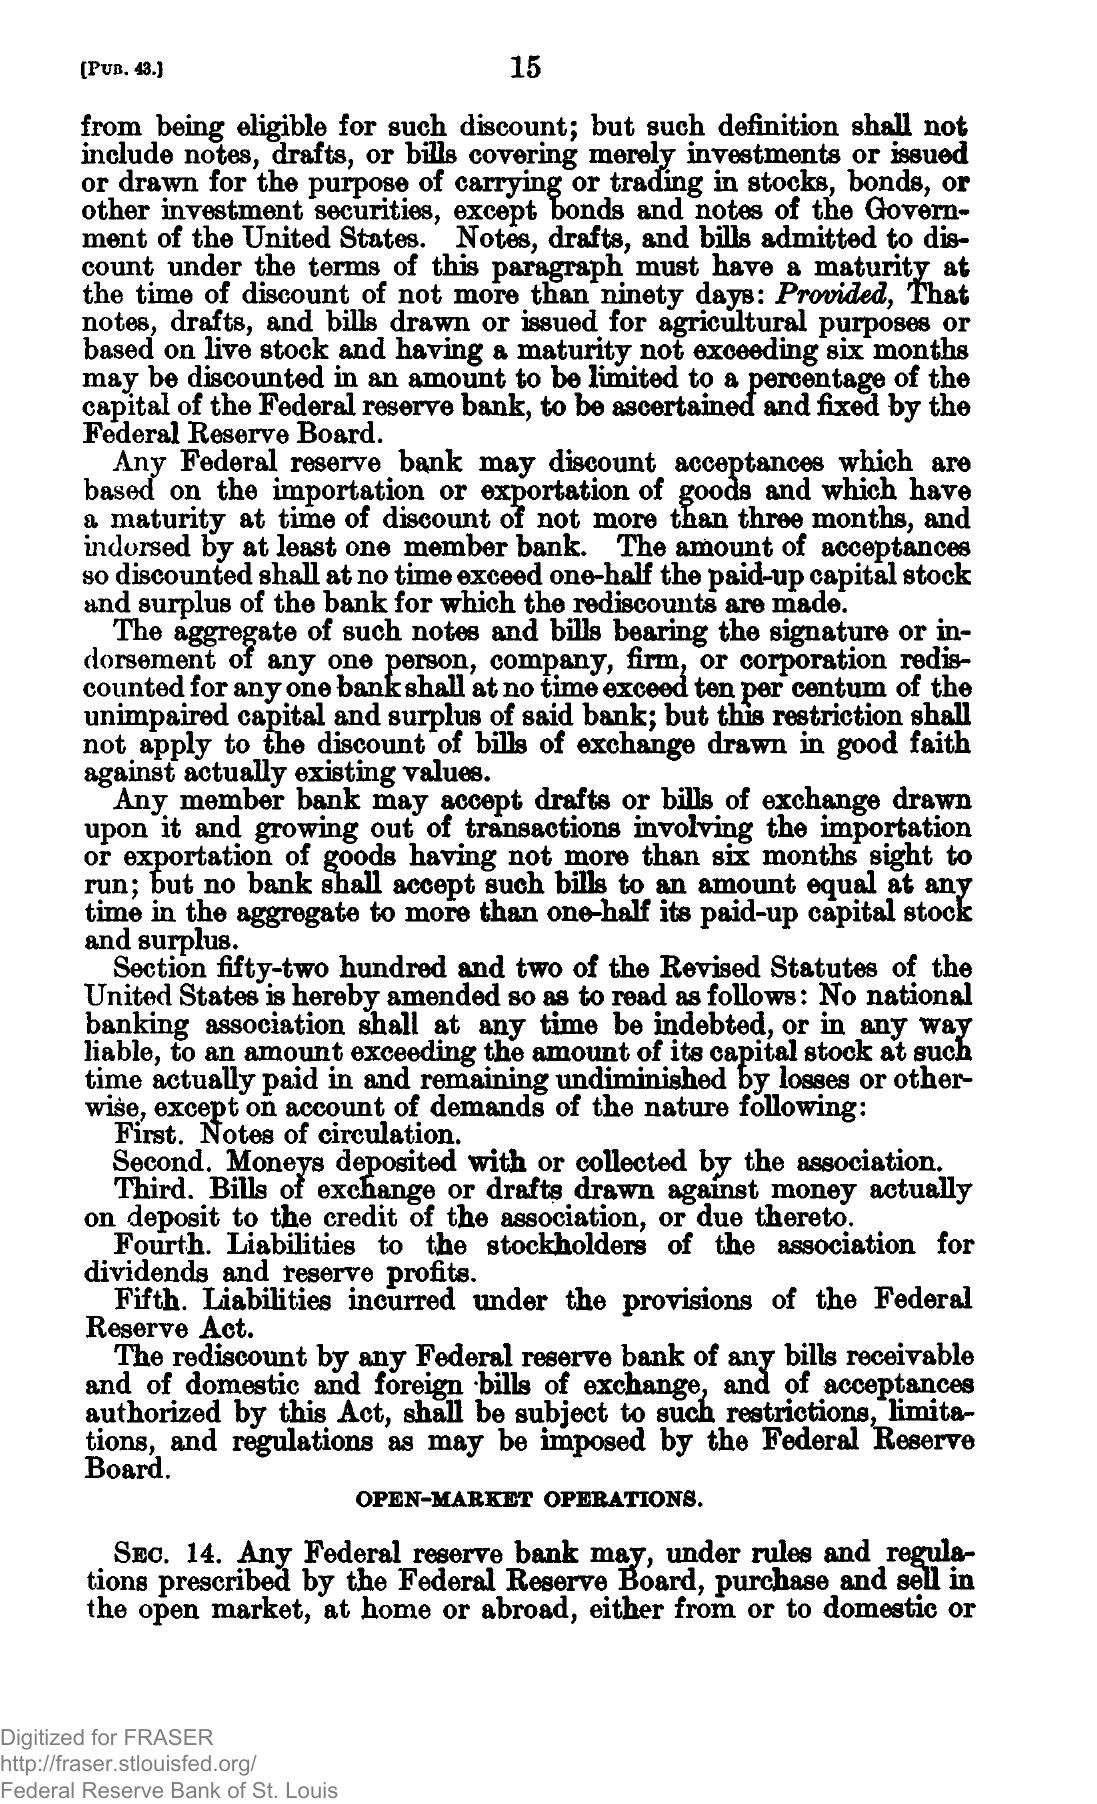 [PUB. 43.]
15
from being eligible for such discount; but such definition shall not
include notes, drafts, or bills covering merely investments or issued
or drawn for the purpose of carrying or trading in stocks, bonds, or
other investment securities, except bonds and notes of the Govern-
ment of the United States. Notes, drafts, and bills admitted to dis-
count under the terms of this paragraph must have a maturity at
the time of discount of not more than ninety days: Provided, That
notes, drafts, and bills drawn or issued for agricultural purposes or
based on live stock and having a maturity not exceeding six months
may be discounted in an amount to be limited to a percentage of the
capital of the Federal reserve bank, to be ascertained and fixed by the
Federal Reserve Board.
Any Federal reserve bank may discount acceptances which are
based on the importation or exportation of goods and which have
a maturity at time of discount of not more than three months, and
indorsed by at least one member bank. The amount of acceptances
so discounted shall at no time exceed one-half the paid-up capital stock
and surplus of the bank for which the rediscounts are made.
The aggregate of such notes and bills bearing the signature or in-
dorsement of any one person, company, firm, or corporation redis-
counted for any one bank shall at no time exceed ten per centum of the
unimpaired capital and surplus of said bank; but this restriction shall
not apply to the discount of bills of exchange drawn in good faith
against actually existing values.
Any member bank may accept drafts or bills of exchange drawn
upon it and growing out of transactions involving the importation
or exportation of goods having not more than six months sight to
run; but no bank shall accept such bills to an amount equal at any
time in the aggregate to more than one-half its paid-up capital stock
and surplus.
Section fifty-two hundred and two of the Revised Statutes of the
United States is hereby amended so as to read as follows: No national
banking association shall at any time be indebted, or in any way
liable, to an amount exceeding the amount of its capital stock at such
time actually paid in and remaining undiminished by losses or other-
wise, except on account of demands of the nature following:
First. Notes of circulation.
Second. Moneys deposited with or collected by the association.
Third. Bills of exchange or drafts drawn against money actually
on deposit to the credit of the association, or due thereto.
Fourth. Liabilities to the stockholders of the association for
dividends and reserve profits.
Fifth. Liabilities incurred under the provisions of the Federal
Reserve Act.
The rediscount by any Federal reserve bank of any bills receivable
and of domestic and foreign bills of exchange, and of acceptances
authorized by this Act, shall be subject to such restrictions, limita-
tions, and regulations as may be imposed by the Federal Reserve
Board.
OPEN-MARKET OPERATIONS.
SEC. 14. Any Federal reserve bank may, under rules and regula-
tions prescribed by the Federal Reserve Board, purchase and sell in
the open market, at home or abroad, either from or to domestic or
Digitized for FRASER
http://fraser.stlouisfed.org/
Federal Reserve Bank of St. Louis